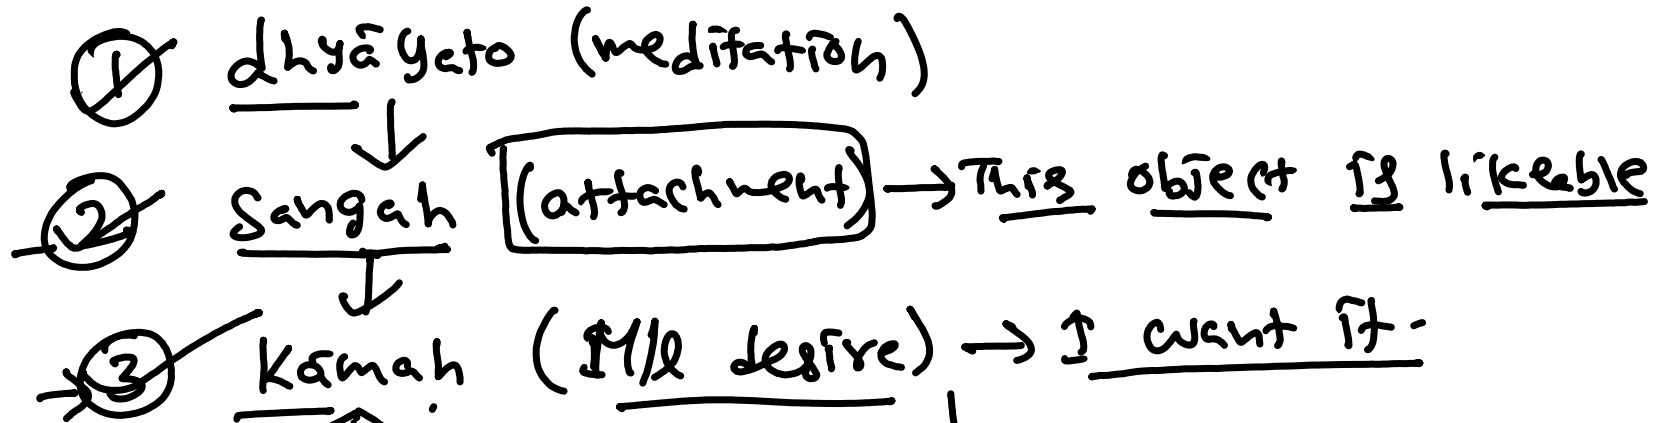 1 dhyāyato (meditation)
2 Sangah (attachment) → This object is likeable
3 Kāmah (M/l desire) → I want it.